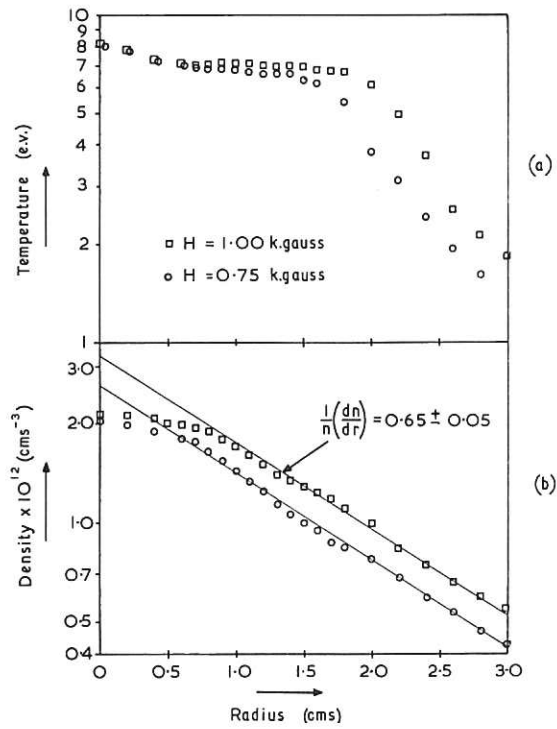 10
9
8
7
6
5
4
3
2
1
Temperature (e.v.)
H = 1·00 k.gauss
H = 0·75 k.gauss
(a)
3·0
2·0
1·0
0·7
0·5
0·4
Density x 10¹² (cms⁻³)
1/n (dn/dr) = 0·65 ± 0·05
(b)
0 0·5 1·0 1·5 2·0 2·5 3·0
Radius (cms)